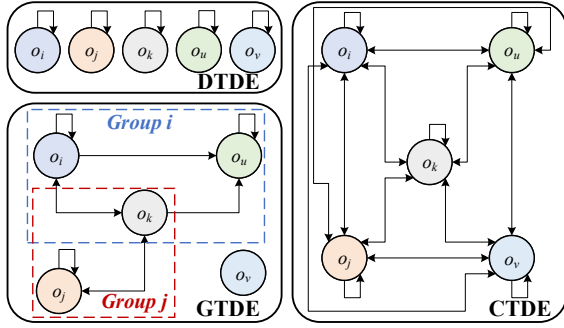 o_i o_j o_k o_u o_v
DTDE
Group i
o_i o_u
o_k
o_j
Group j
o_v
GTDE
o_i o_u
o_k
o_j o_v
CTDE